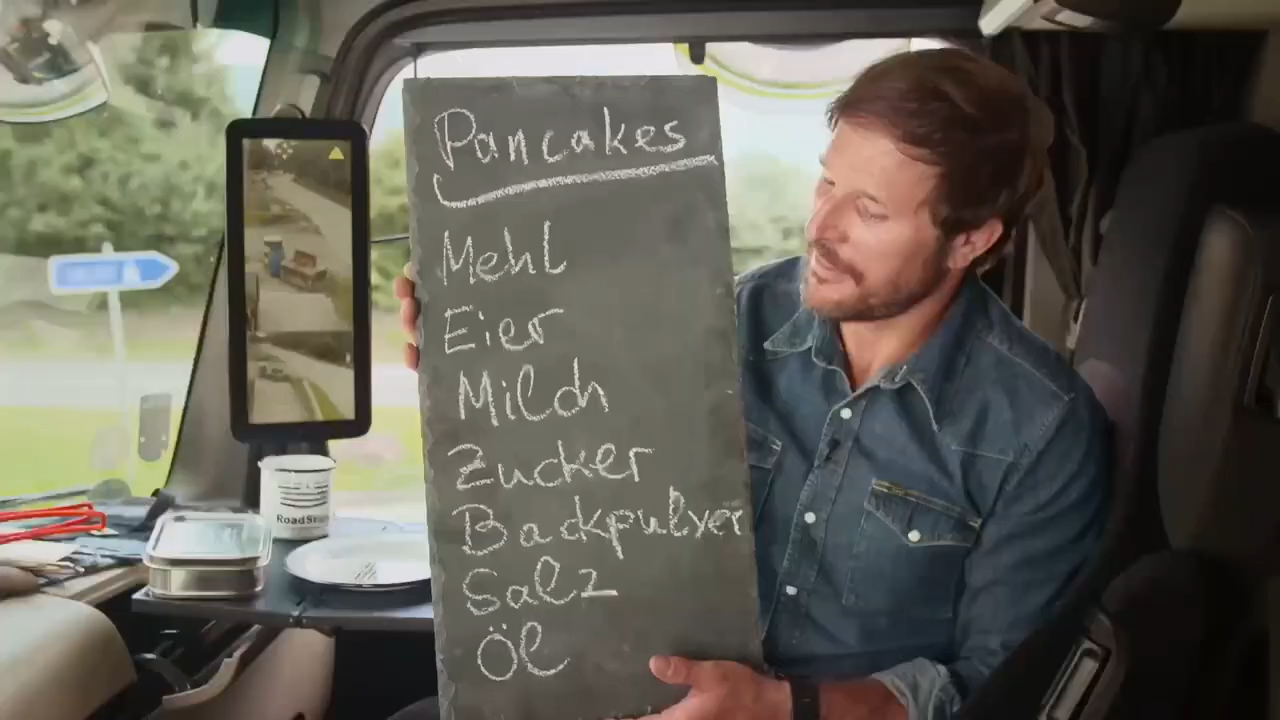 Pancakes
Mehl
Eier
Milch
Zucker
Backpulver
Salz
Öl